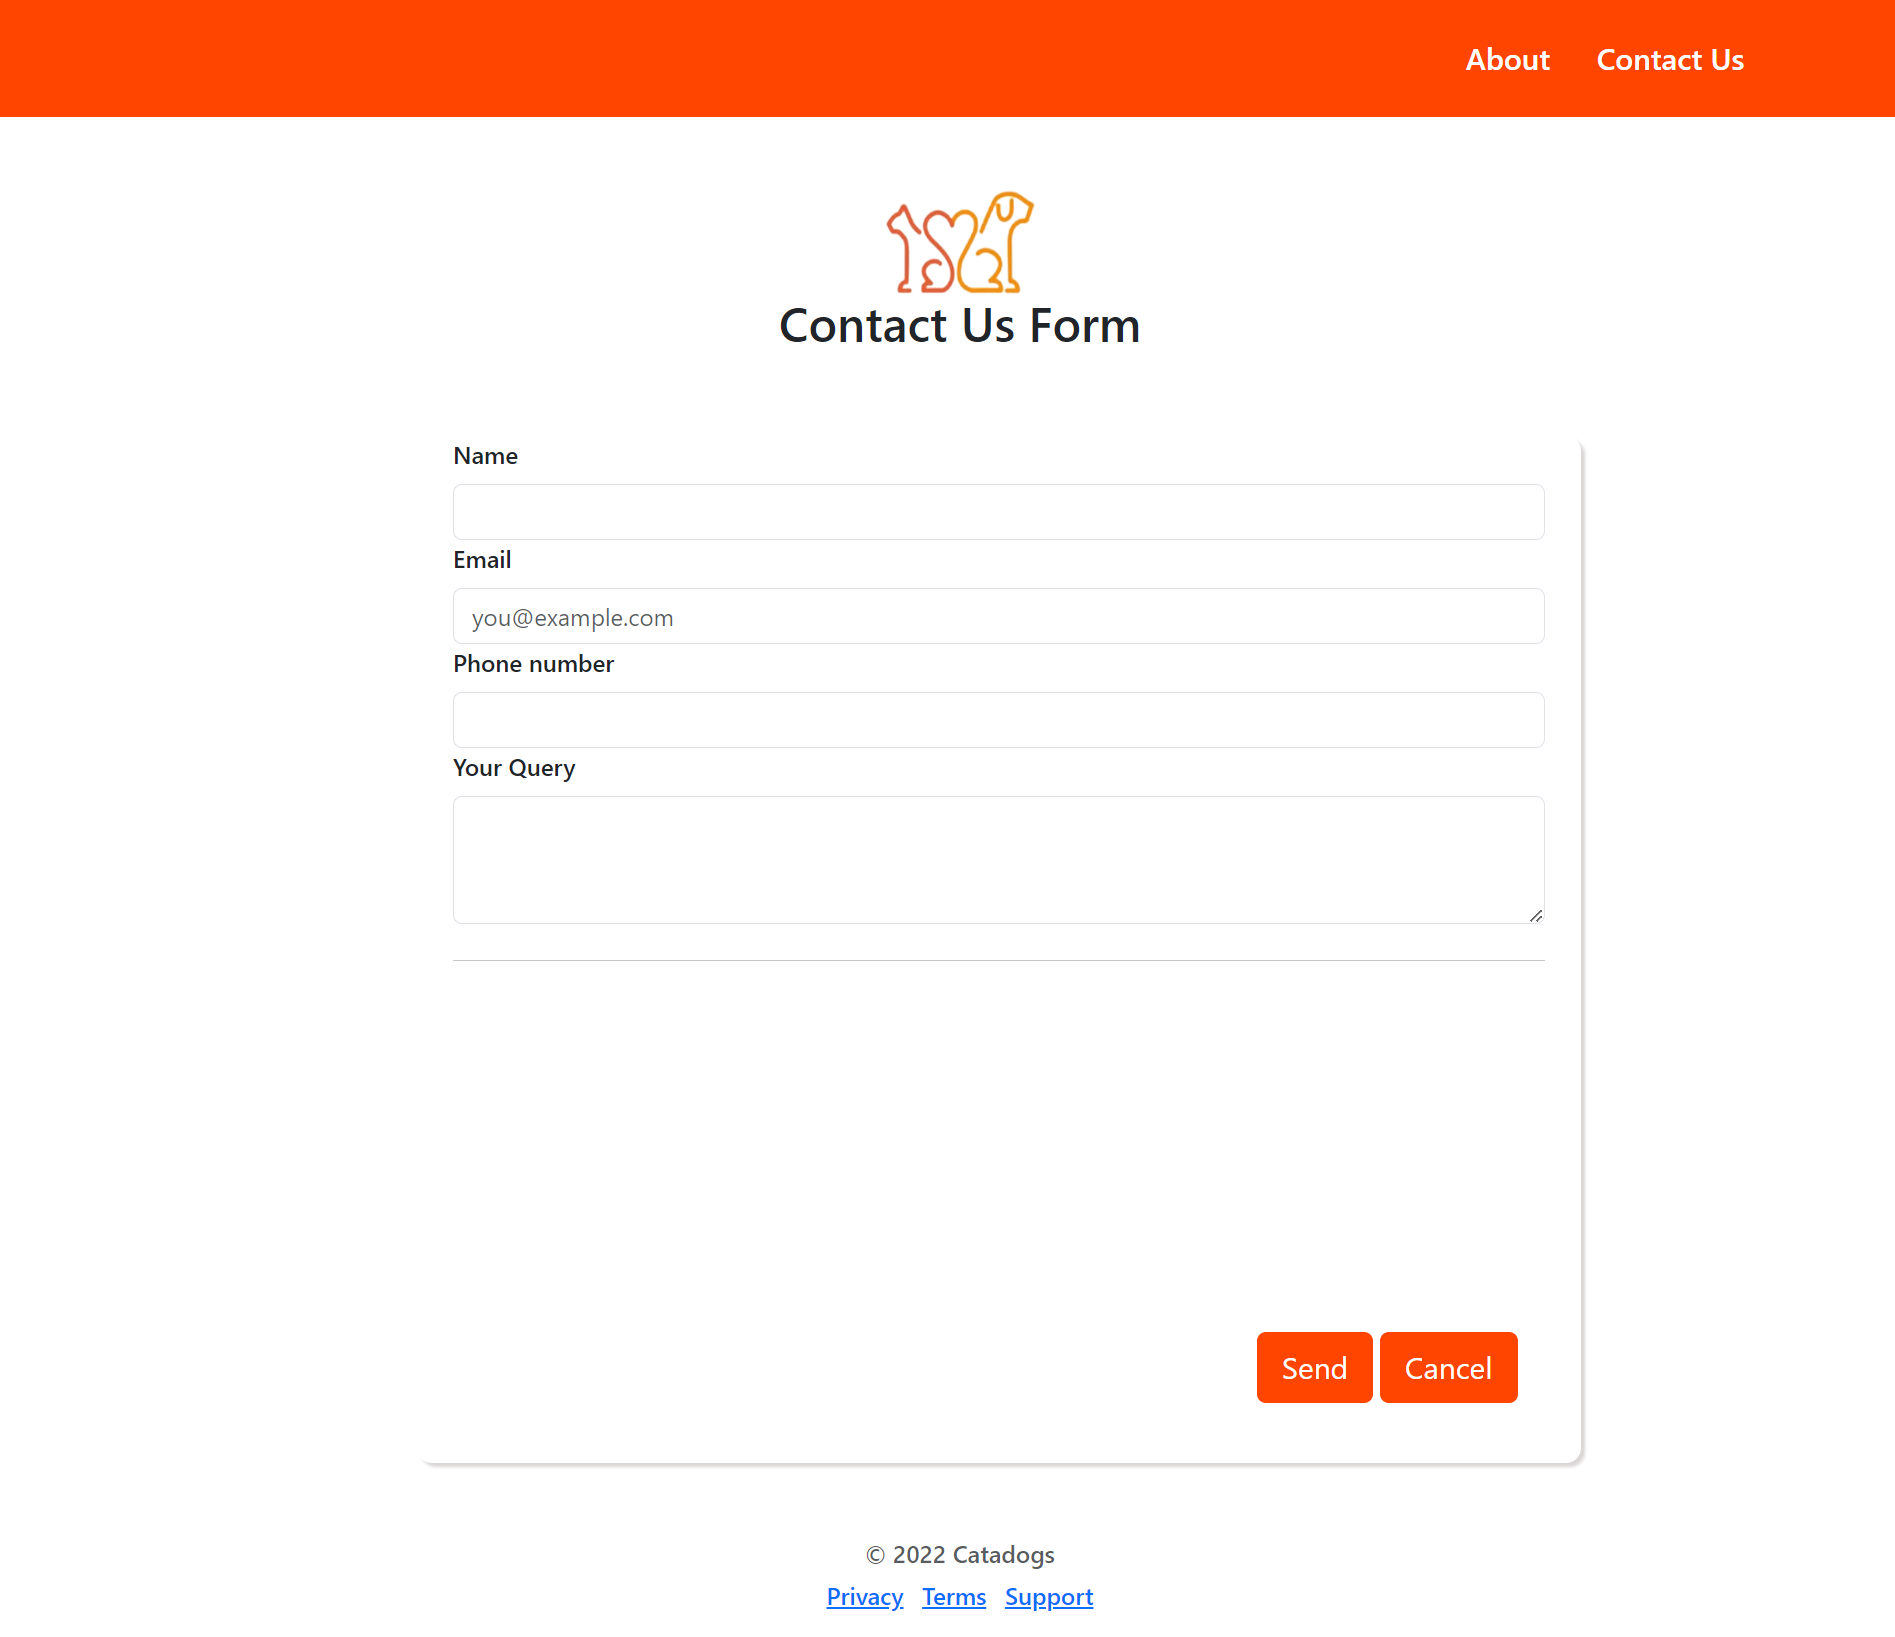 About Contact Us
Contact Us Form
Name
Email
you@example.com
Phone number
Your Query
Send Cancel
© 2022 Catadogs
Privacy Terms Support